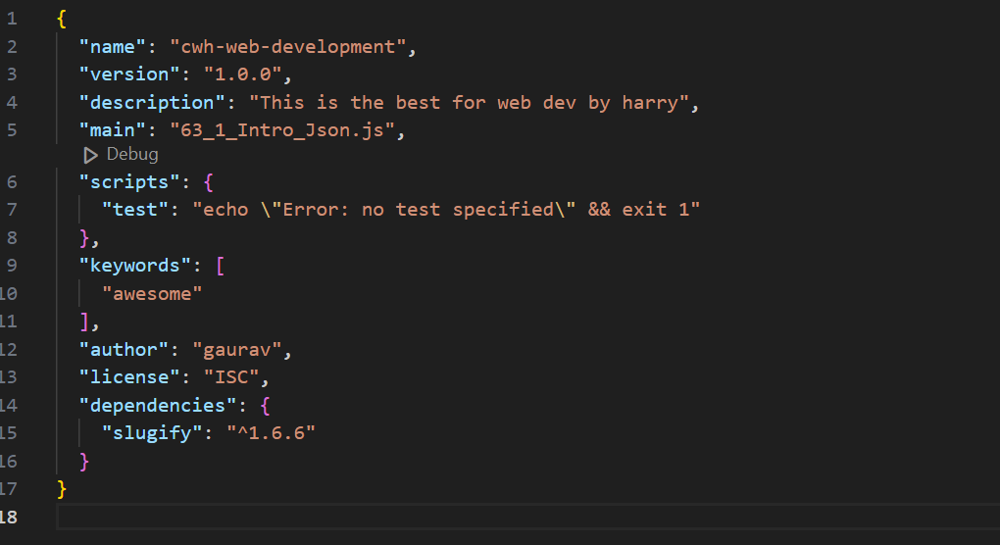 1 {
2 "name": "cwh-web-development",
3 "version": "1.0.0",
4 "description": "This is the best for web dev by harry",
5 "main": "63_1_Intro_Json.js",
Debug
6 "scripts": {
7 "test": "echo \"Error: no test specified\" && exit 1"
8 },
9 "keywords": [
10 "awesome"
11 ],
12 "author": "gaurav",
13 "license": "ISC",
14 "dependencies": {
15 "slugify": "^1.6.6"
16 }
17 }
18